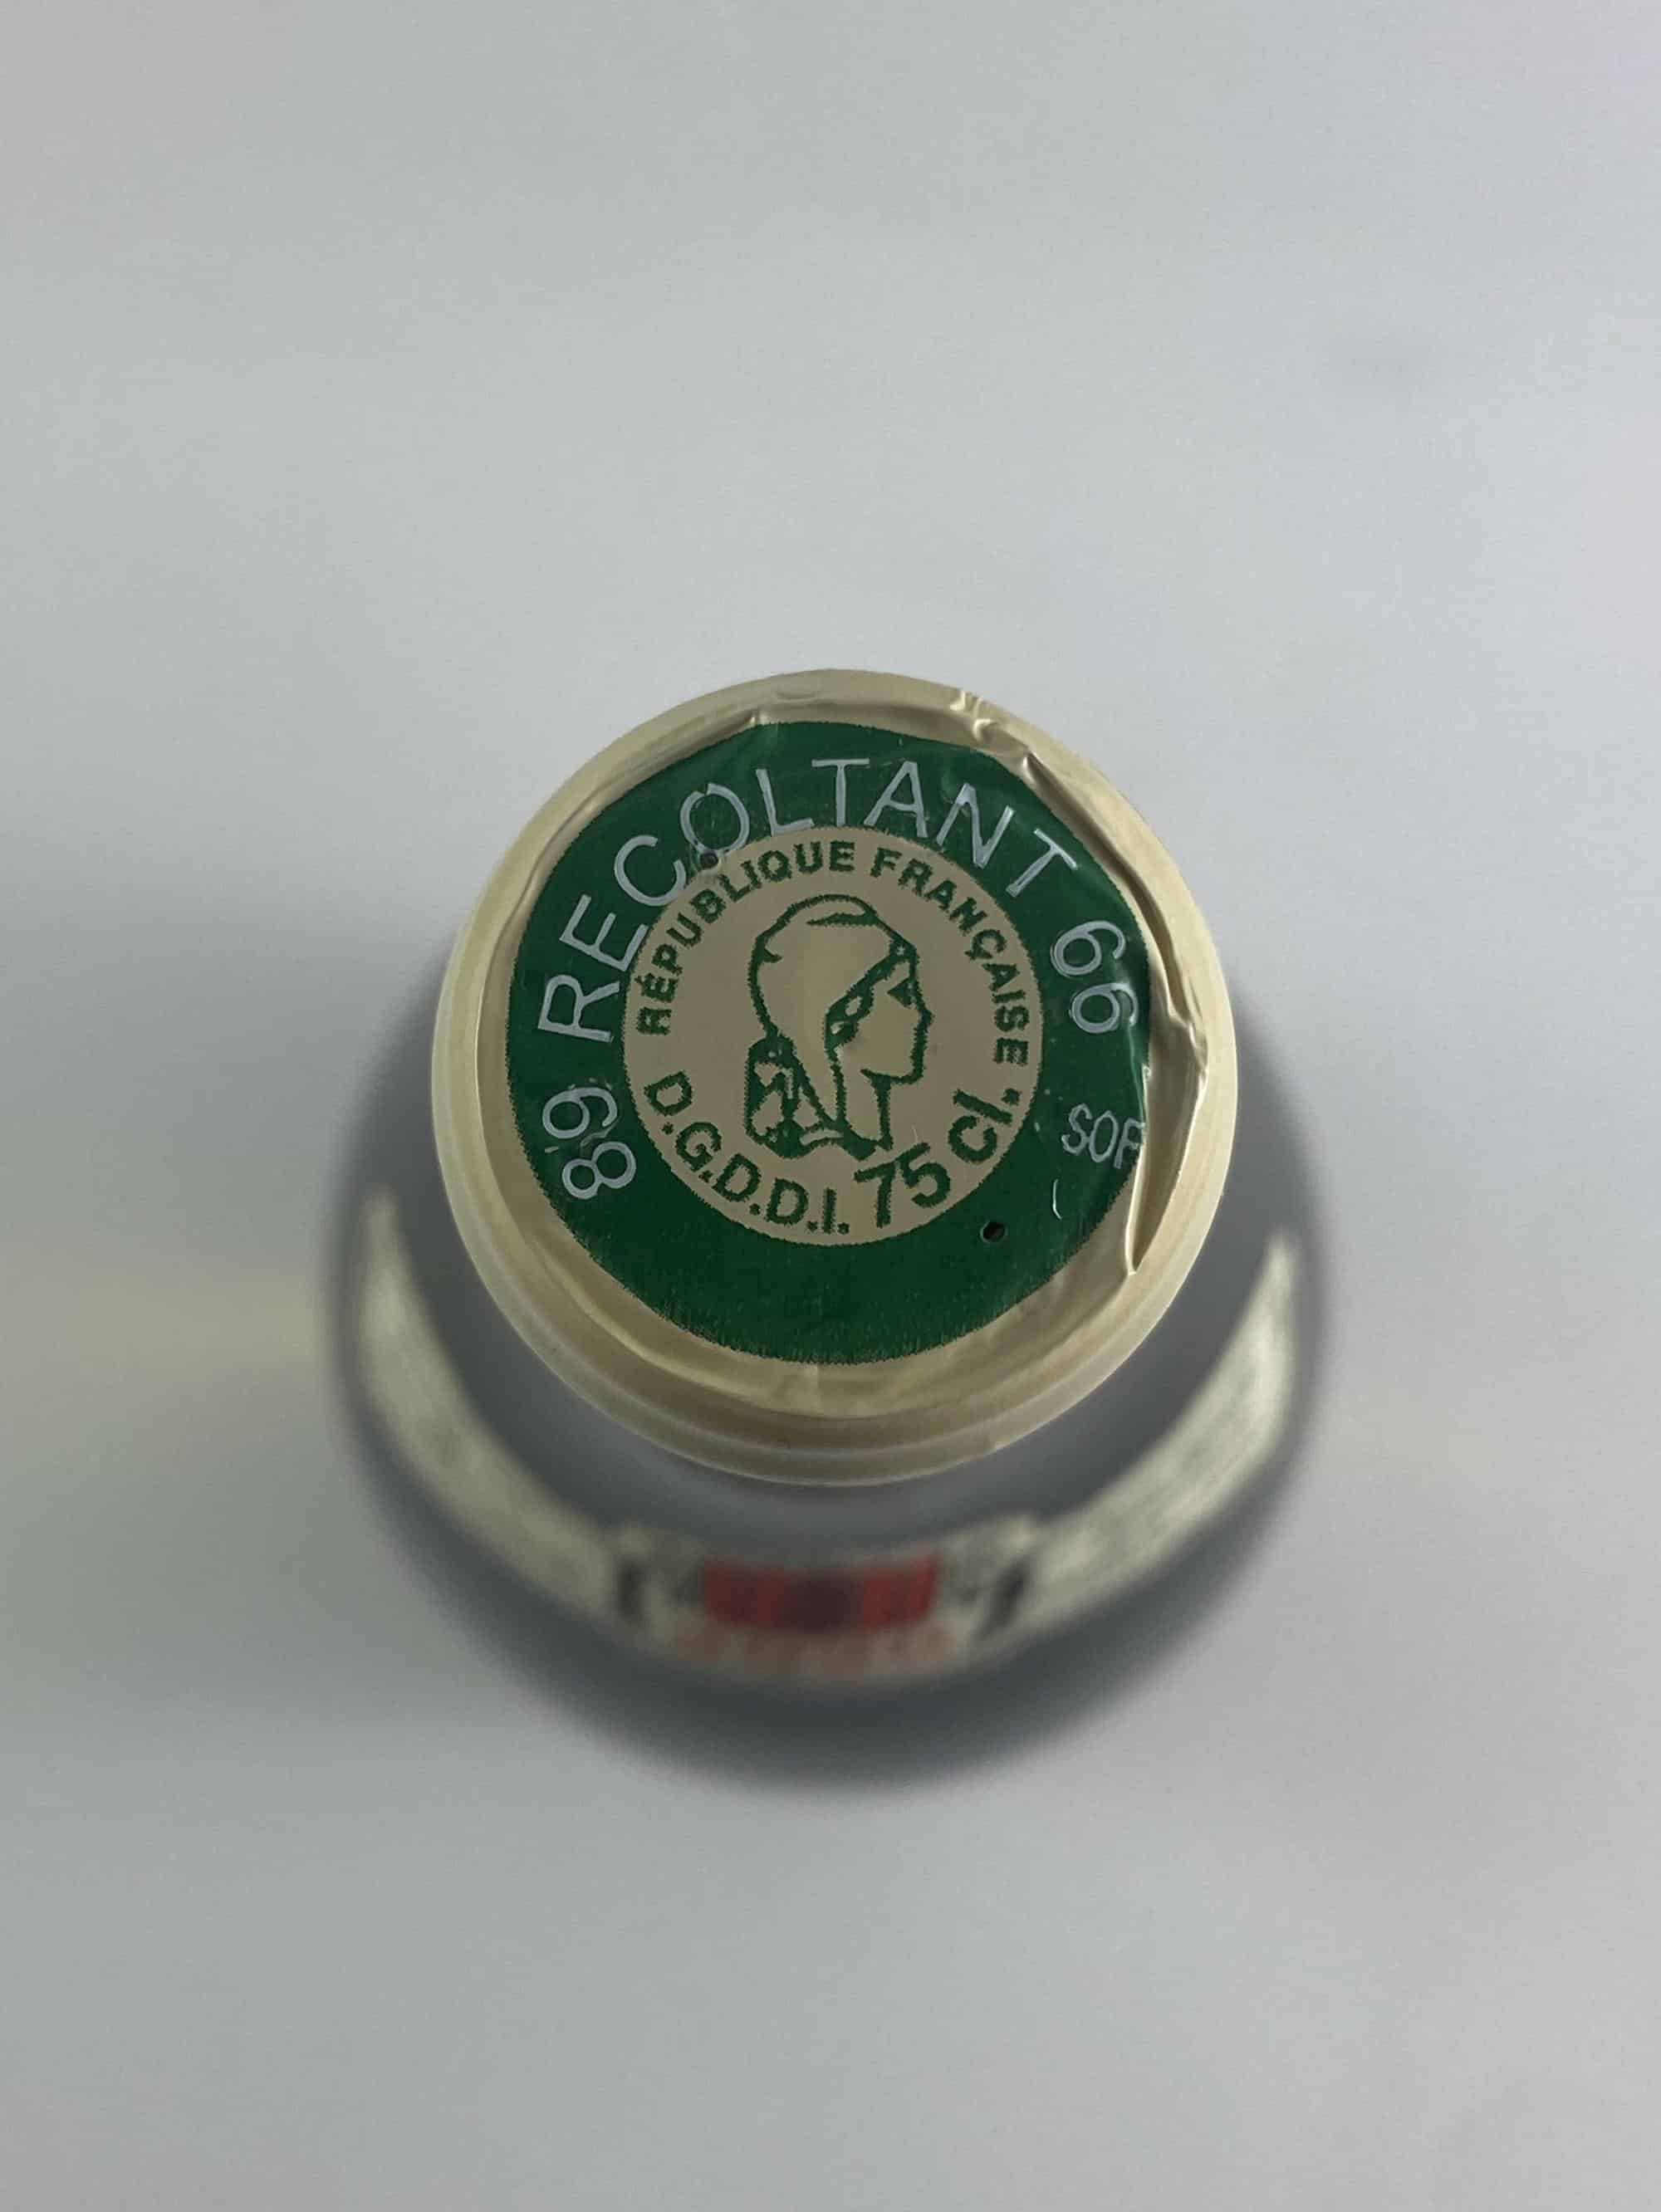 89 RECOLTANT 66
SOF
RÉPUBLIQUE FRANÇAISE
D.G.D.D.I. 75 cl.